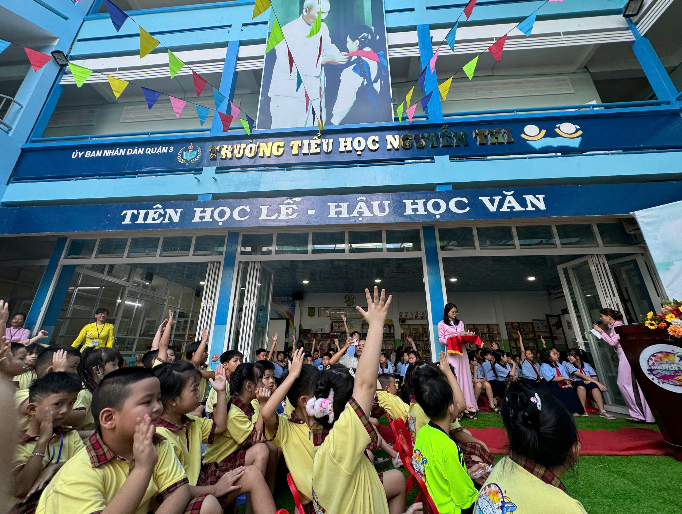 ỦY BAN NHÂN DÂN QUẬN 3
TRƯỜNG TIỂU HỌC NGUYỄN THI
TIÊN HỌC LỄ - HẬU HỌC VĂN